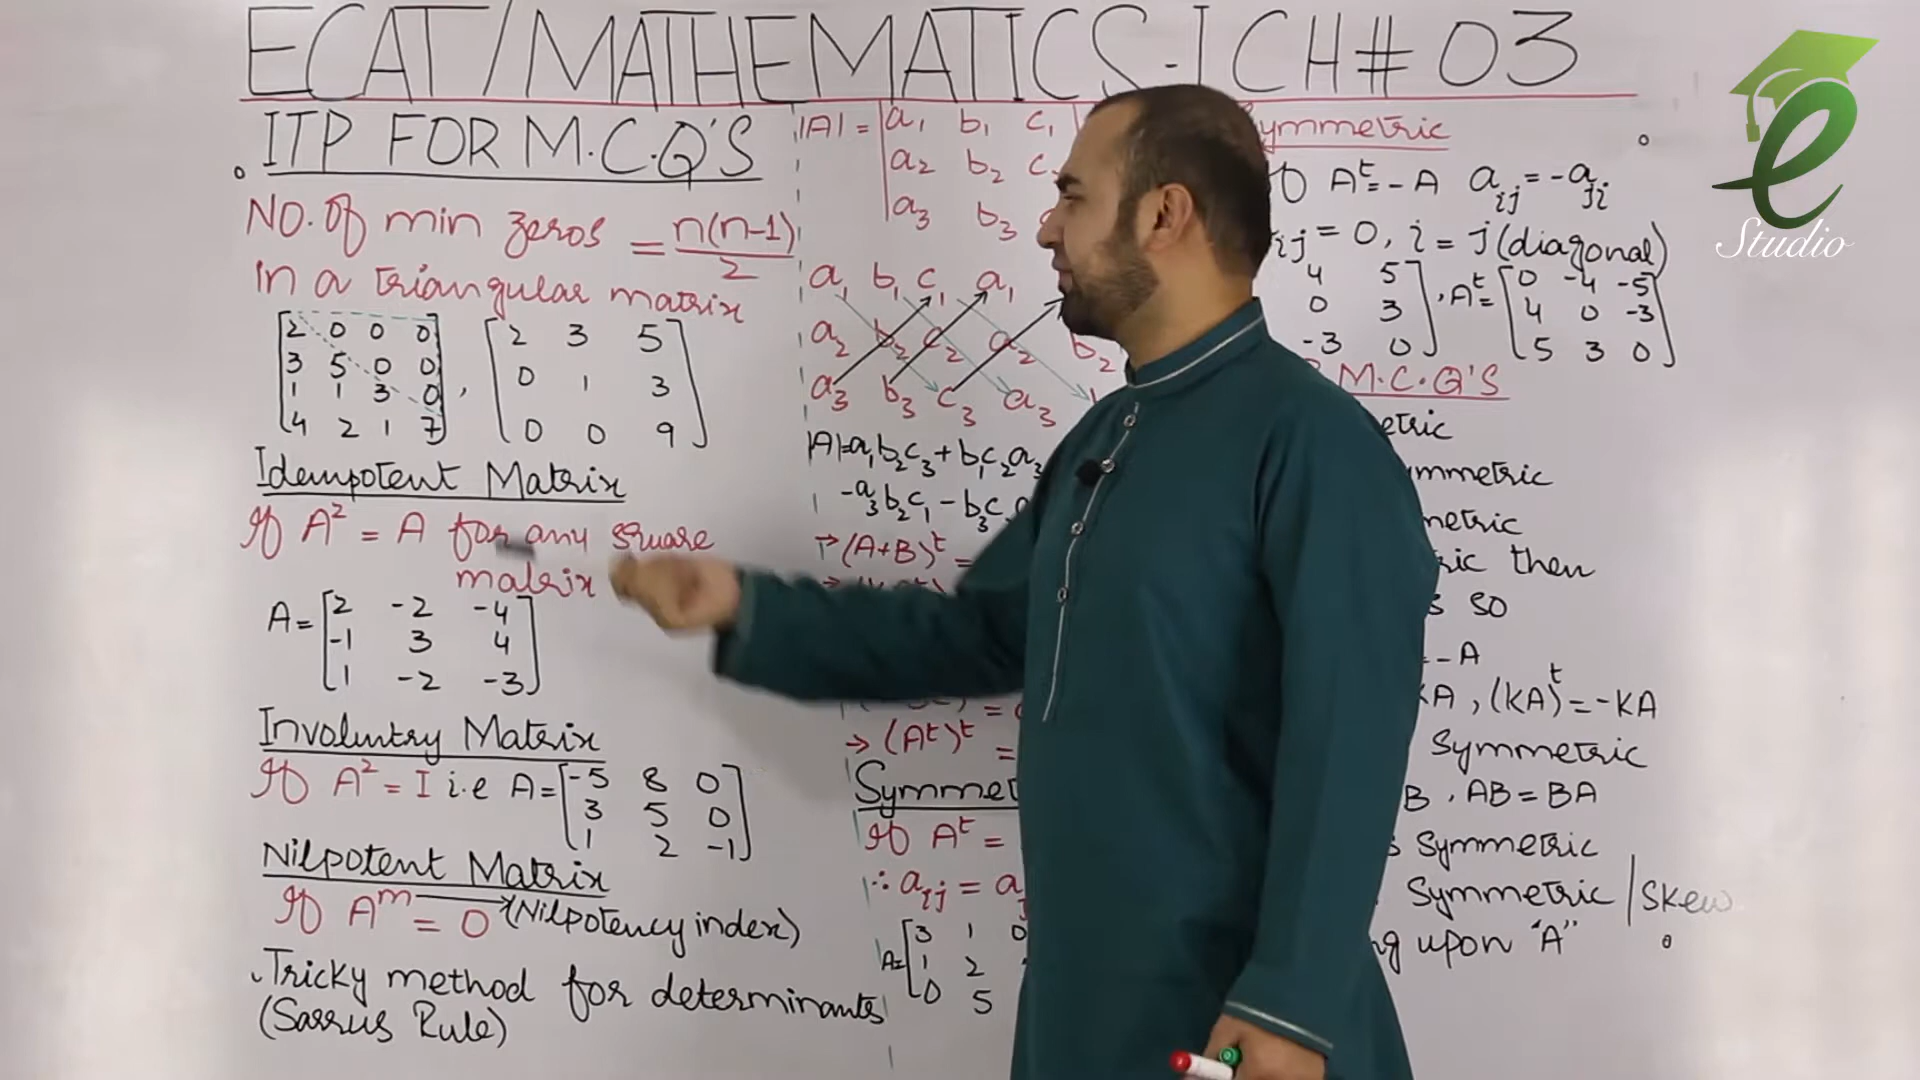 ECAT/MATHEMATICS-I CH# 03
ITP FOR M.C.Q'S
NO. Of min zeros = n(n-1)/2
in a triangular matrix
2 0 0 0
3 5 0 0
1 1 3 0
4 2 1 7
,
2 3 5
0 1 3
0 0 9
Idempotent Matrix
If A² = A for any square
matrix
A= 2 -2 -4
-1 3 4
1 -2 -3
Involuntry Matrix
If A² = I i.e A= -5 8 0
3 5 0
1 2 -1
Nilpotent Matrix
If Aᵐ = 0 → (Nilpotency index)
Tricky method for determinants
(Sarrus Rule)
|A| = a₁ b₁ c₁
a₂ b₂ c
a₃ b₃
a₁ b₁ c₁ a₁
a₂ b₂ c₂ a₂ b₂
a₃ b₃ c₃ a₃
|A|=a₁b₂c₃+b₁c₂a₃
-a₃b₂c₁ - b₃c
→ (A+B)ᵗ =
→ (Aᵗ)ᵗ =
Symmet
If Aᵗ =
∴ aᵢⱼ = a
A= 3 1 0
1 2
0 5
ymmetric
If Aᵗ = - A aᵢⱼ = -aⱼᵢ
ᵢⱼ = 0, i = j (diagonal)
4 5
0 3
-3 0
, Aᵗ= 0 -4 -5
4 0 -3
5 3 0
M.C.Q'S
etric
mmetric
metric
ric then
s so
= - A
KA , (KA)ᵗ = -KA
Symmetric
B . AB = BA
s Symmetric
Symmetric / Skew
ng upon "A"
e
Studio